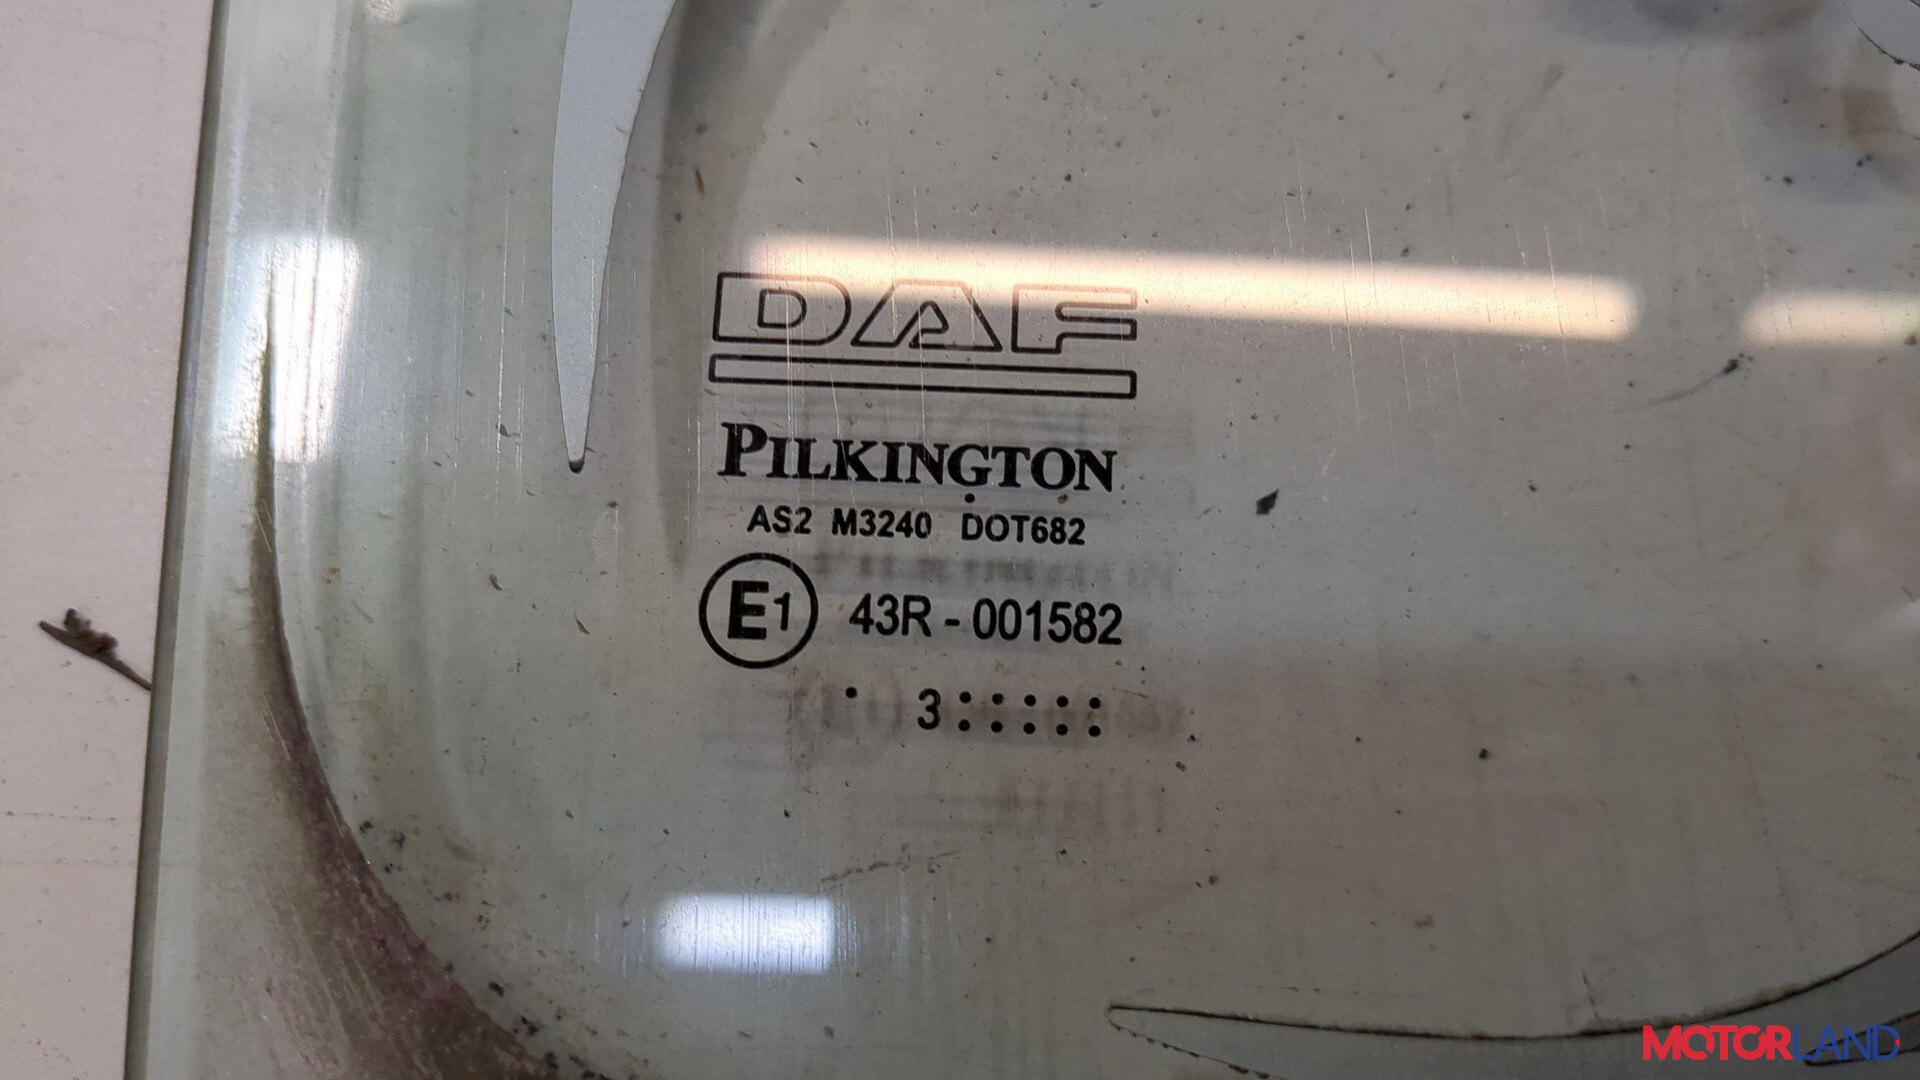 DAF
PILKINGTON
AS2 M3240 DOT682
E1 43R - 001582
. 3 : : : : :
MOTORLAND